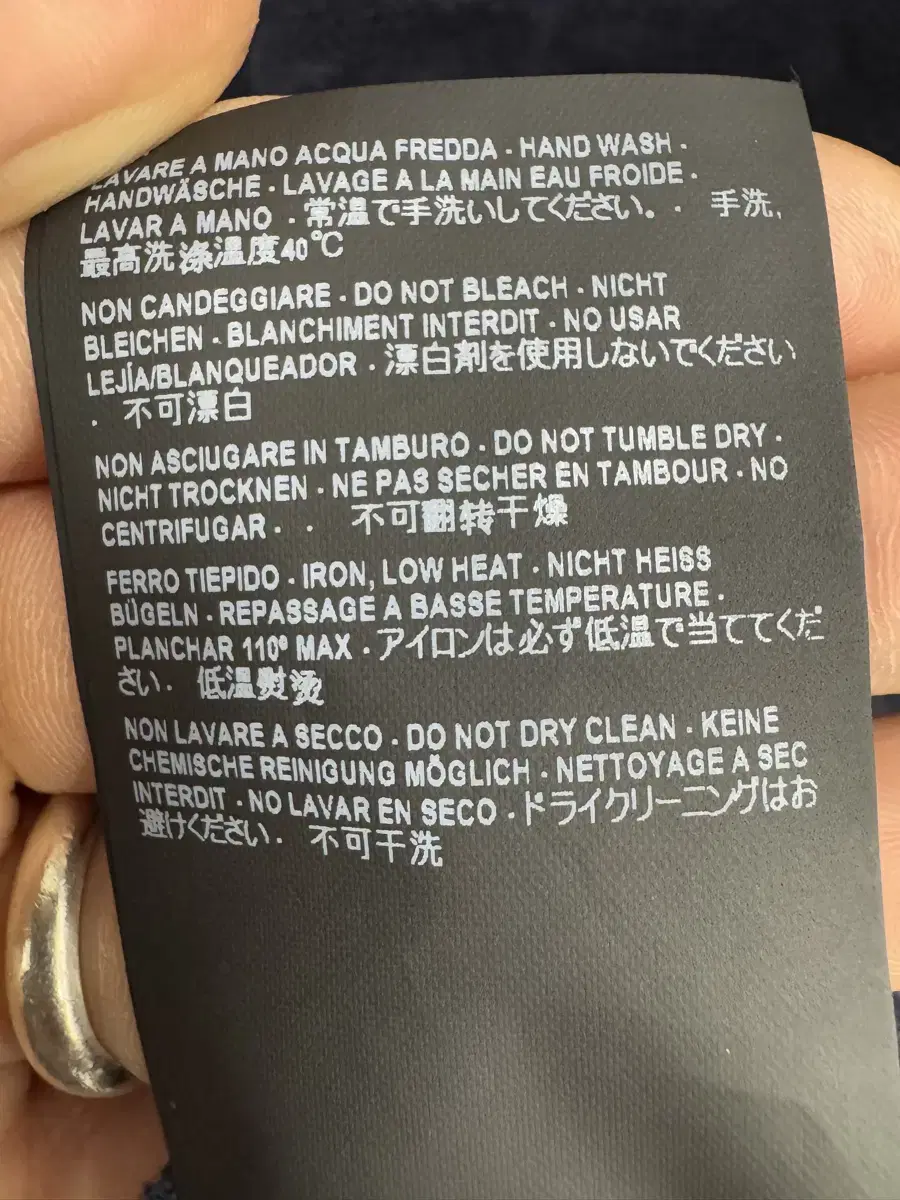 LAVARE A MANO ACQUA FREDDA · HAND WASH ·
HANDWÄSCHE · LAVAGE A LA MAIN EAU FROIDE ·
LAVAR A MANO · 常温で手洗いしてください。· 手洗,
最高洗涤温度40℃
NON CANDEGGIARE · DO NOT BLEACH · NICHT
BLEICHEN · BLANCHIMENT INTERDIT · NO USAR
LEJÍA/BLANQUEADOR · 漂白剤を使用しないでください
· 不可漂白
NON ASCIUGARE IN TAMBURO · DO NOT TUMBLE DRY ·
NICHT TROCKNEN · NE PAS SECHER EN TAMBOUR · NO
CENTRIFUGAR · · 不可翻转干燥
FERRO TIEPIDO · IRON, LOW HEAT · NICHT HEISS
BÜGELN · REPASSAGE A BASSE TEMPERATURE ·
PLANCHAR 110º MAX · アイロンは必ず低温で当ててくだ
さい · 低温熨烫
NON LAVARE A SECCO · DO NOT DRY CLEAN · KEINE
CHEMISCHE REINIGUNG MÖGLICH · NETTOYAGE A SEC
INTERDIT · NO LAVAR EN SECO · ドライクリーニングはお
避けください · 不可干洗